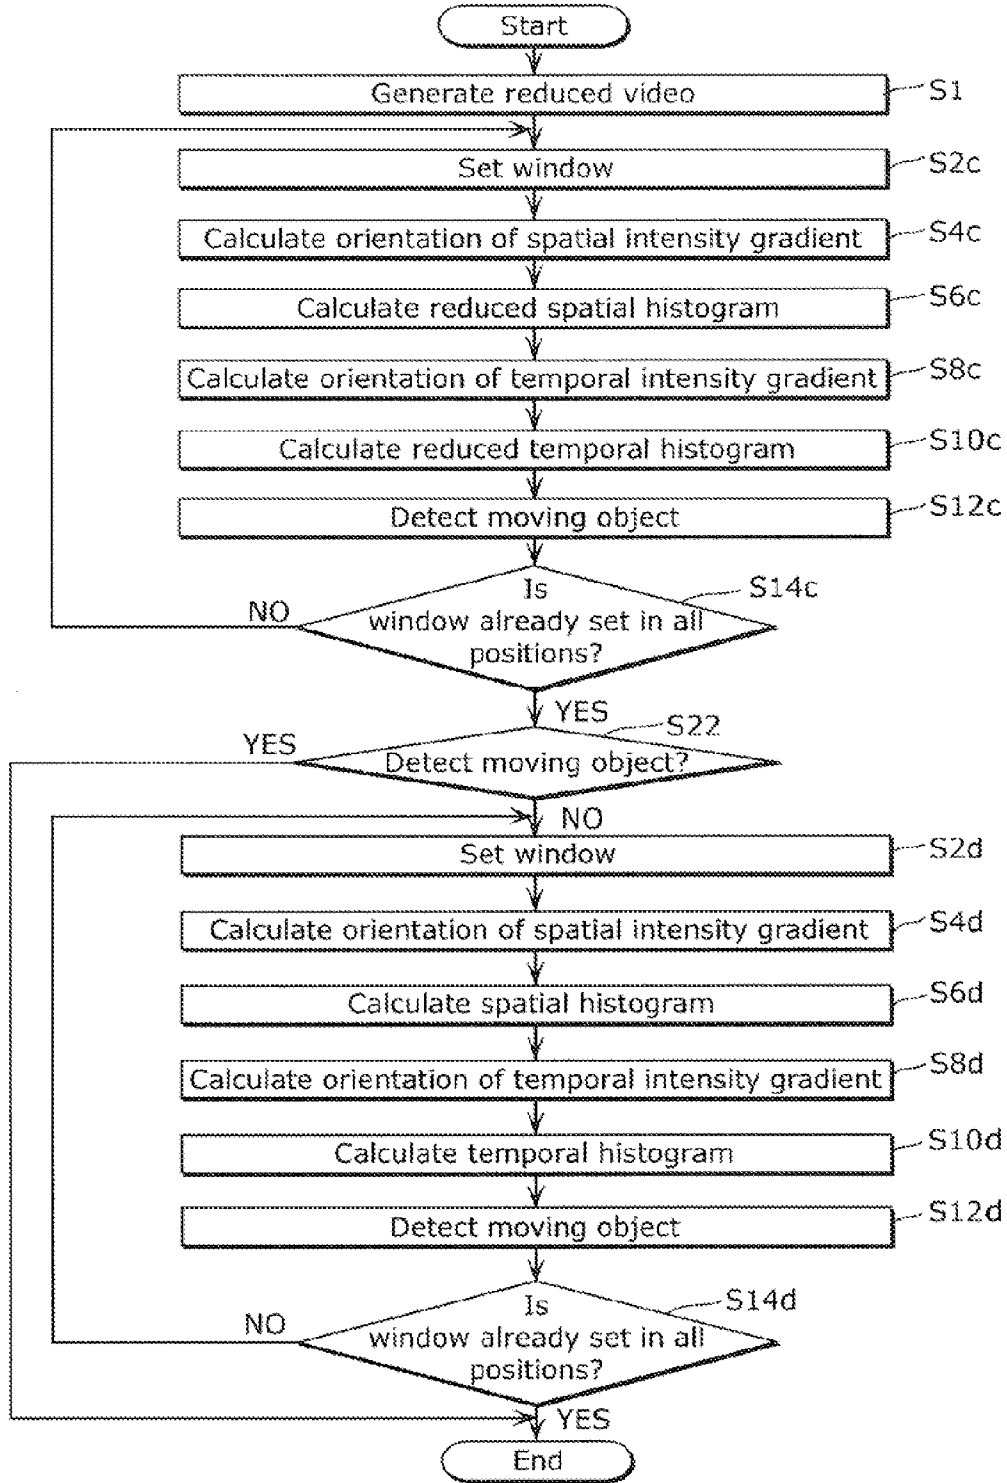 Start
Generate reduced video
S1
Set window
S2c
Calculate orientation of spatial intensity gradient
S4c
Calculate reduced spatial histogram
S6c
Calculate orientation of temporal intensity gradient
S8c
Calculate reduced temporal histogram
S10c
Detect moving object
S12c
Is
window already set in all
positions?
S14c
NO
YES
Detect moving object?
S22
YES
NO
Set window
S2d
Calculate orientation of spatial intensity gradient
S4d
Calculate spatial histogram
S6d
Calculate orientation of temporal intensity gradient
S8d
Calculate temporal histogram
S10d
Detect moving object
S12d
Is
window already set in all
positions?
S14d
NO
YES
End